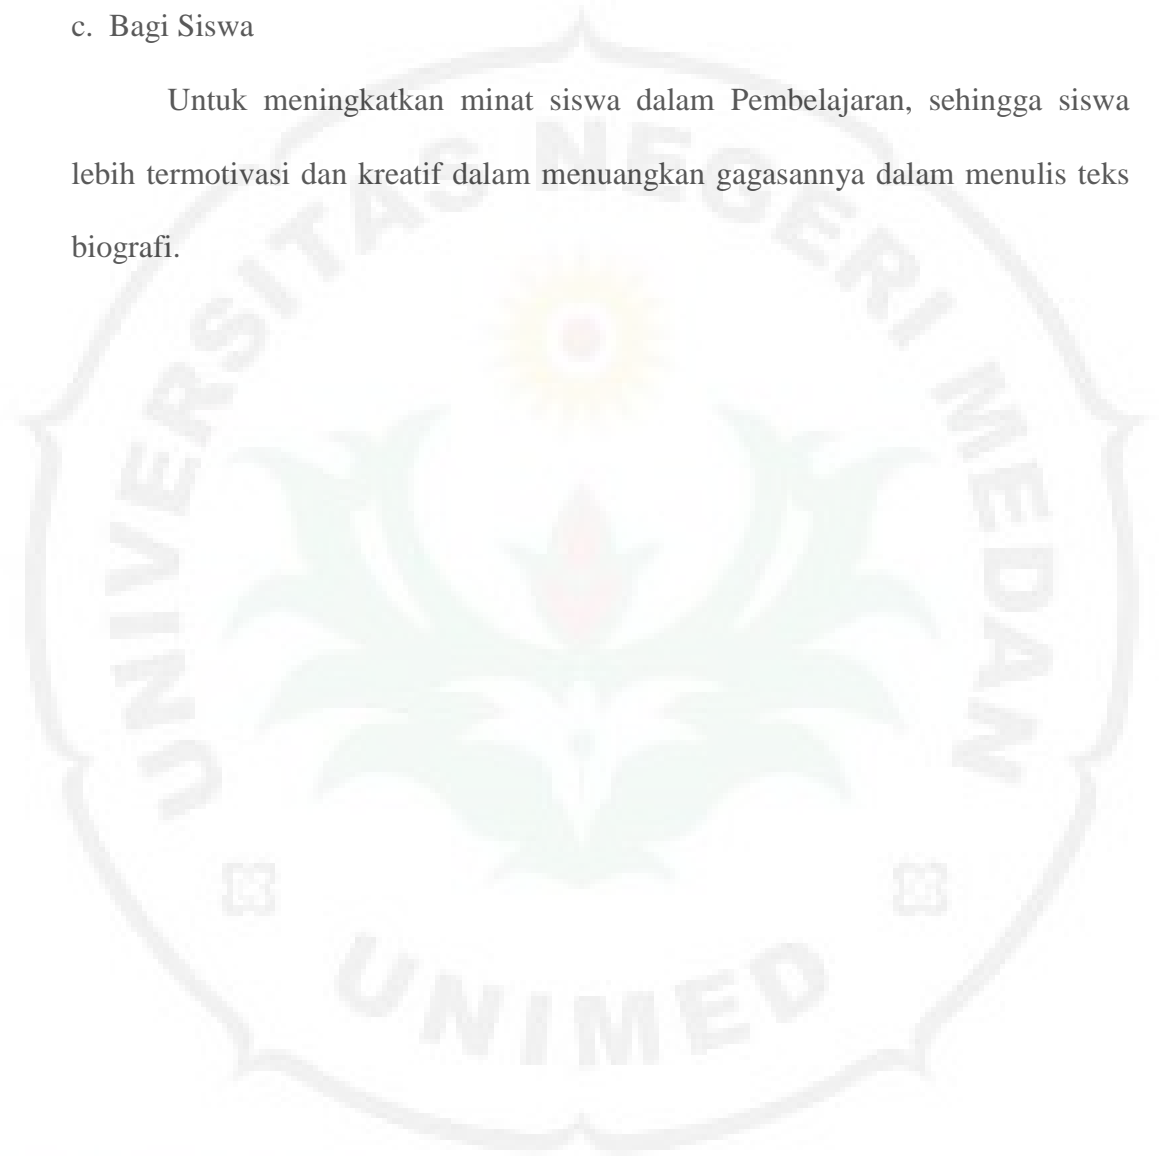 c. Bagi Siswa
Untuk meningkatkan minat siswa dalam Pembelajaran, sehingga siswa
lebih termotivasi dan kreatif dalam menuangkan gagasannya dalam menulis teks
biografi.
UNIVERSITAS NEGERI MEDAN
UNIMED